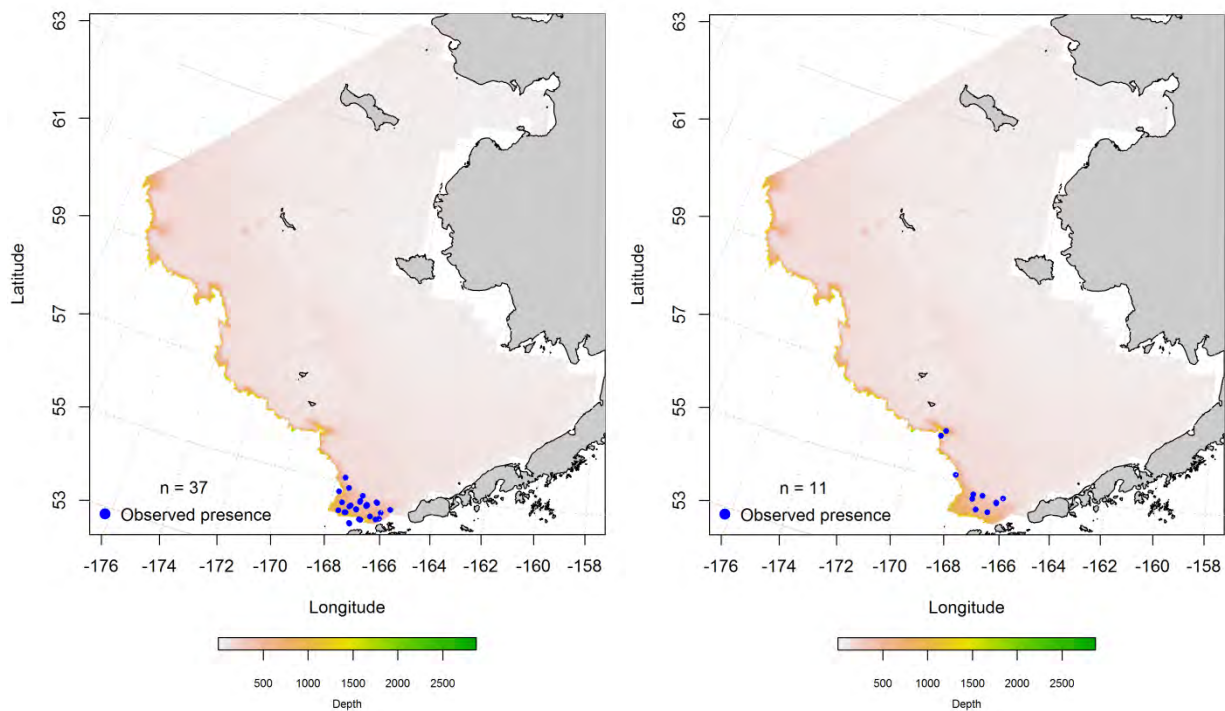 63
61
59
57
55
53
Latitude
n = 37
Observed presence
-176 -174 -172 -170 -168 -166 -164 -162 -160 -158
Longitude
500 1000 1500 2000 2500
Depth
63
61
59
57
55
53
Latitude
n = 11
Observed presence
-176 -174 -172 -170 -168 -166 -164 -162 -160 -158
Longitude
500 1000 1500 2000 2500
Depth